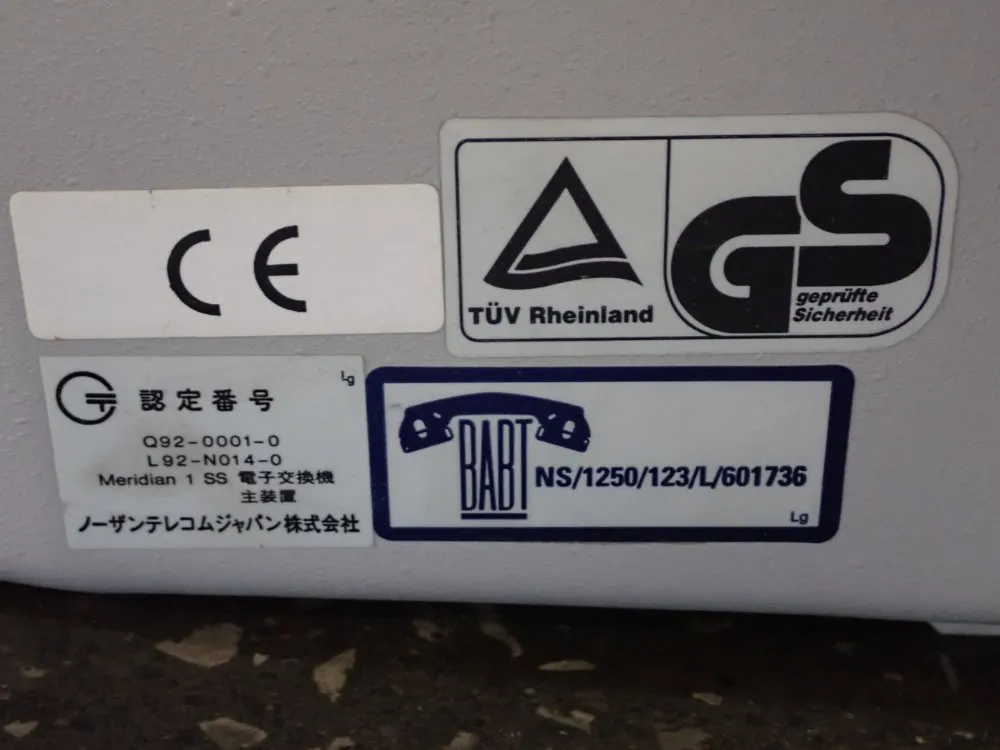 CE
TÜV Rheinland
GS
geprüfte
Sicherheit
Lg
認定番号
Q92-0001-0
L92-N014-0
Meridian 1 SS 電子交換機
主装置
ノーザンテレコムジャパン株式会社
BABT
NS/1250/123/L/601736
Lg